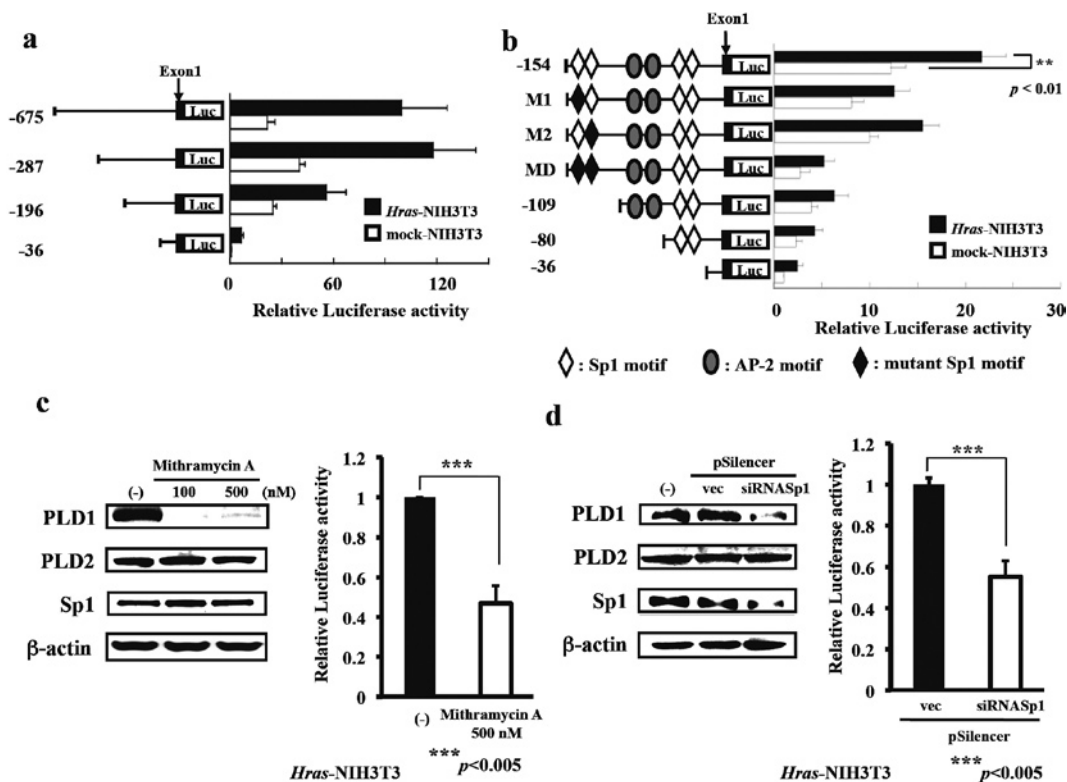 a
Exon1
-675
Luc
-287
Luc
-196
Luc
-36
Luc
Hras-NIH3T3
mock-NIH3T3
0 60 120
Relative Luciferase activity
b
Exon1
-154
Luc
**
p < 0.01
M1
Luc
M2
Luc
MD
Luc
-109
Luc
-80
Luc
-36
Luc
Hras-NIH3T3
mock-NIH3T3
0 10 20 30
Relative Luciferase activity
: Sp1 motif : AP-2 motif : mutant Sp1 motif
c
Mithramycin A
(-) 100 500 (nM)
PLD1
PLD2
Sp1
β-actin
Relative Luciferase activity
1.2
1
0.8
0.6
0.4
0.2
0
***
(-) Mithramycin A
500 nM
*** p<0.005
Hras-NIH3T3
d
pSilencer
(-) vec siRNASp1
PLD1
PLD2
Sp1
β-actin
Relative Luciferase activity
1.2
1
0.8
0.6
0.4
0.2
0
***
vec siRNASp1
pSilencer
*** p<0.005
Hras-NIH3T3